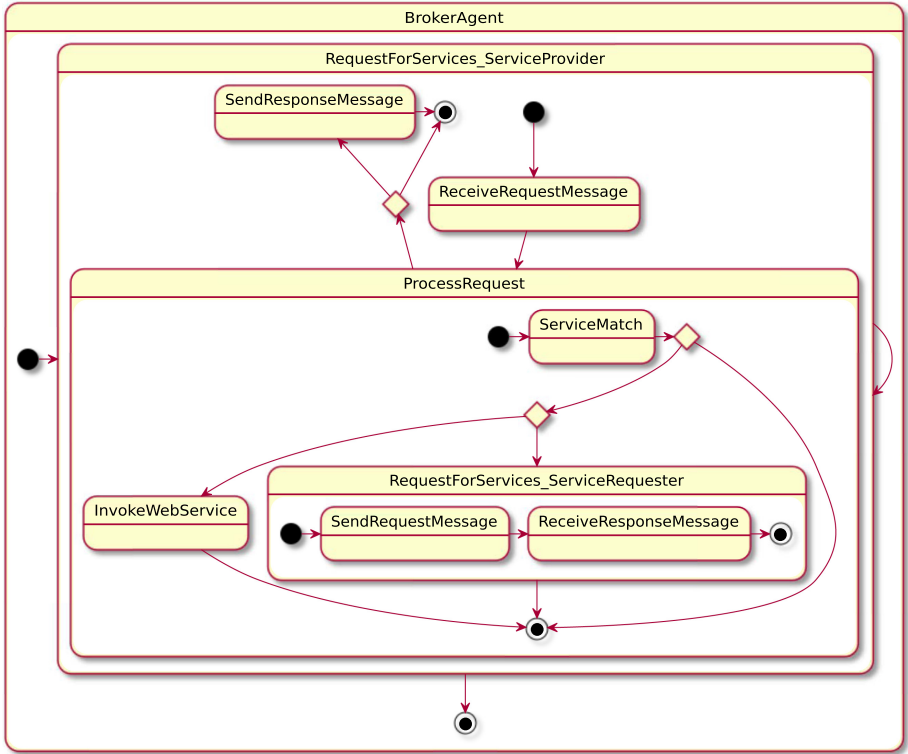 BrokerAgent
RequestForServices_ServiceProvider
SendResponseMessage
ReceiveRequestMessage
ProcessRequest
ServiceMatch
RequestForServices_ServiceRequester
InvokeWebService
SendRequestMessage
ReceiveResponseMessage